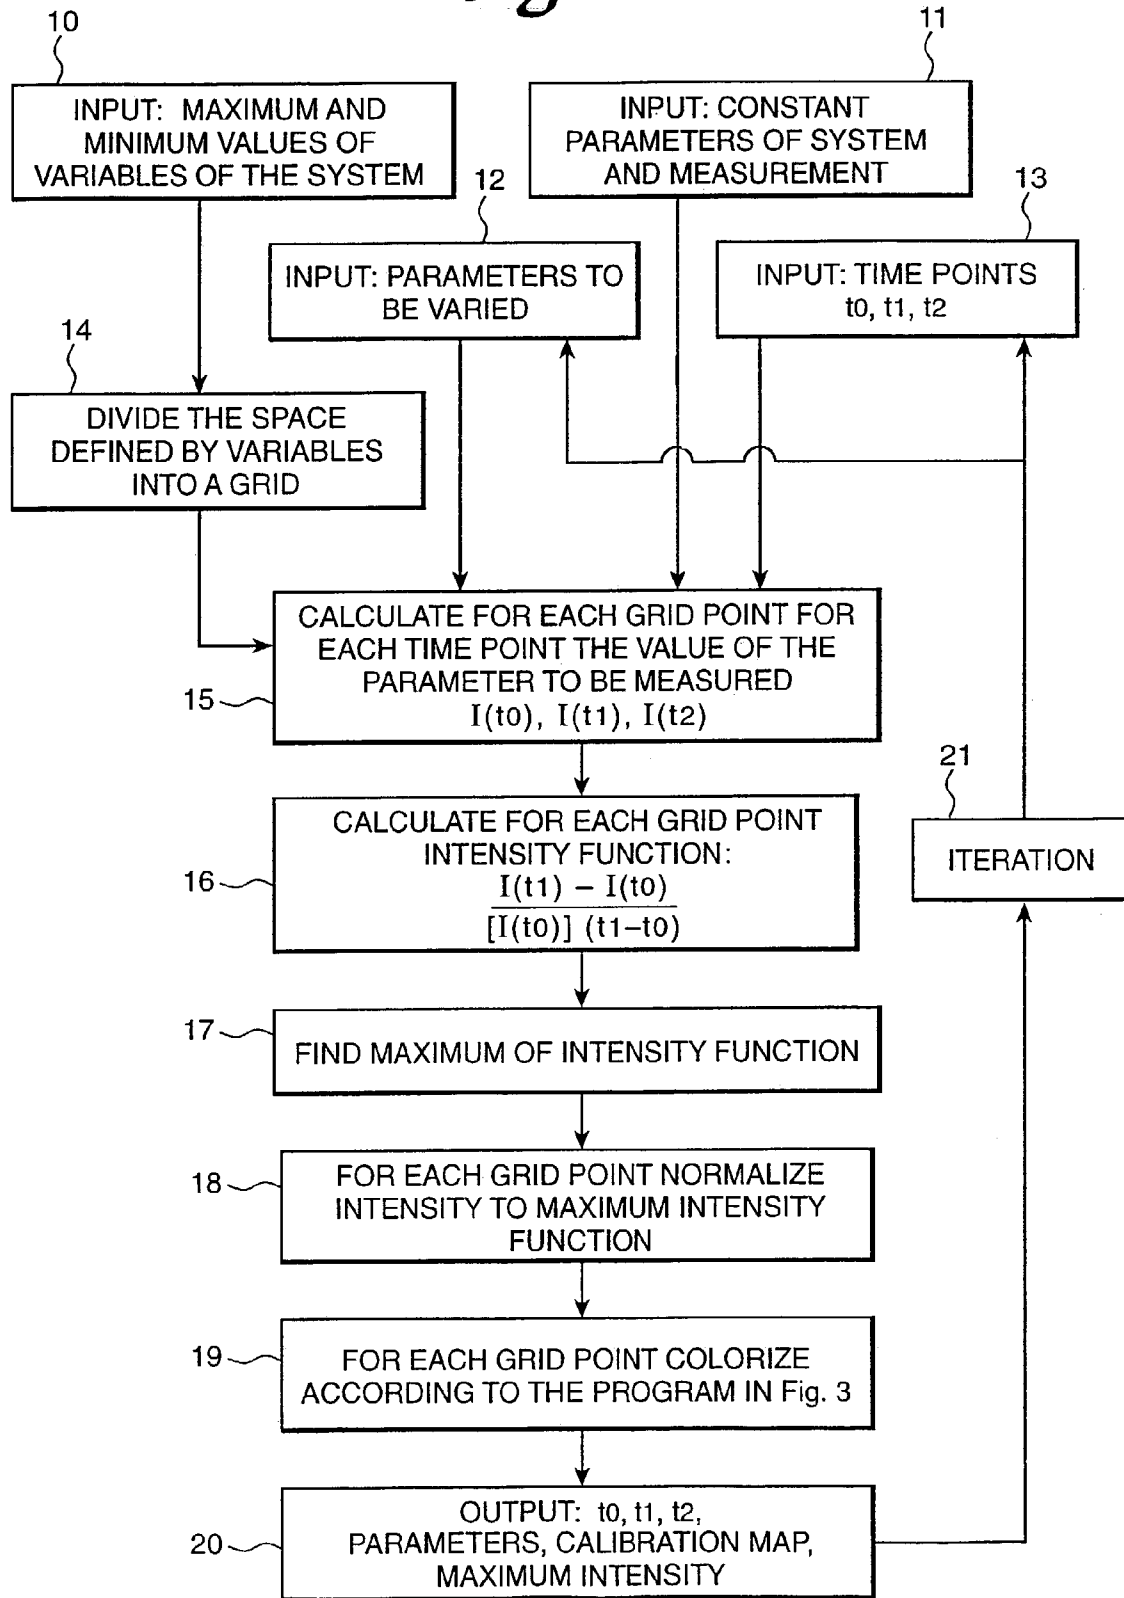 10
11
INPUT: MAXIMUM AND
MINIMUM VALUES OF
VARIABLES OF THE SYSTEM
INPUT: CONSTANT
PARAMETERS OF SYSTEM
AND MEASUREMENT
12
13
INPUT: PARAMETERS TO
BE VARIED
INPUT: TIME POINTS
t0, t1, t2
14
DIVIDE THE SPACE
DEFINED BY VARIABLES
INTO A GRID
CALCULATE FOR EACH GRID POINT FOR
EACH TIME POINT THE VALUE OF THE
PARAMETER TO BE MEASURED
I(t0), I(t1), I(t2)
15
21
ITERATION
CALCULATE FOR EACH GRID POINT
INTENSITY FUNCTION:
I(t1) – I(t0)
[I(t0)] (t1–t0)
16
17
FIND MAXIMUM OF INTENSITY FUNCTION
18
FOR EACH GRID POINT NORMALIZE
INTENSITY TO MAXIMUM INTENSITY
FUNCTION
19
FOR EACH GRID POINT COLORIZE
ACCORDING TO THE PROGRAM IN Fig. 3
20
OUTPUT: t0, t1, t2,
PARAMETERS, CALIBRATION MAP,
MAXIMUM INTENSITY